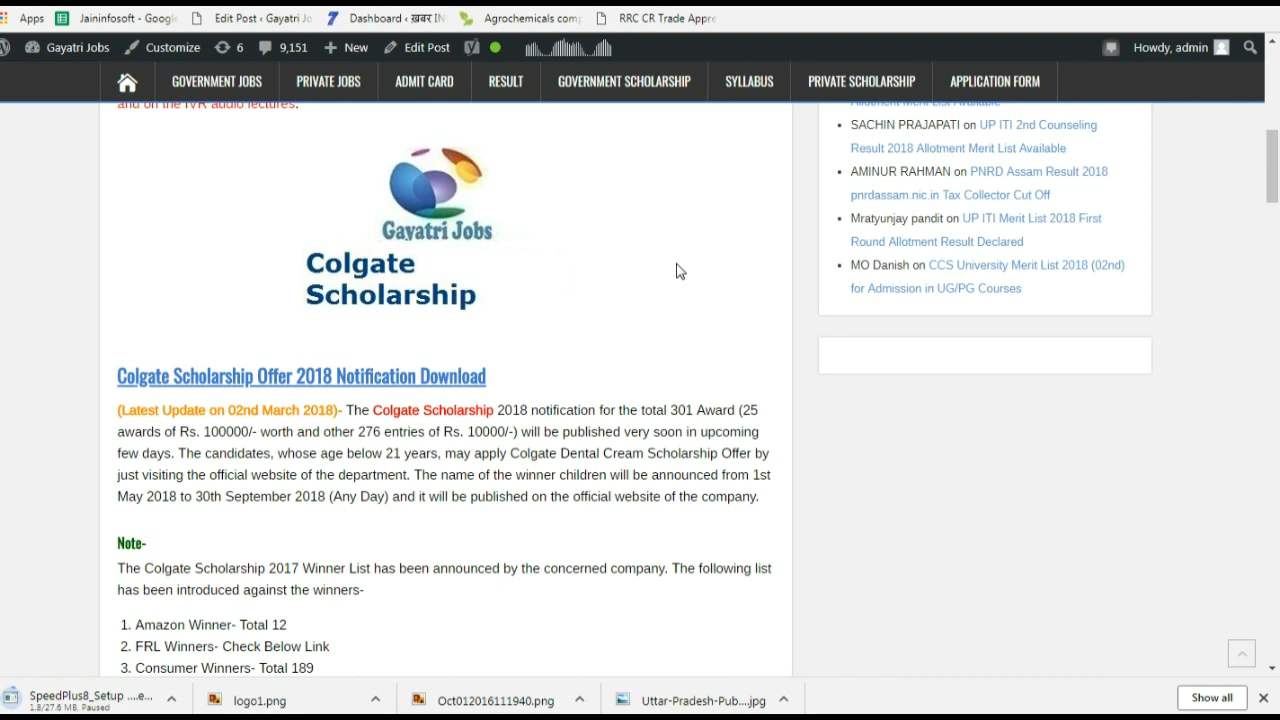 Apps Jaininfosoft - Google Edit Post ‹ Gayatri Jo Dashboard ‹ ख़बर IN Agrochemicals com RRC CR Trade Appre
Gayatri Jobs Customize 6 9,151 New Edit Post Howdy, admin
GOVERNMENT JOBS PRIVATE JOBS ADMIT CARD RESULT GOVERNMENT SCHOLARSHIP SYLLABUS PRIVATE SCHOLARSHIP APPLICATION FORM
and on the IVR audio lectures.
Gayatri Jobs
Colgate
Scholarship
Colgate Scholarship Offer 2018 Notification Download
(Latest Update on 02nd March 2018)- The Colgate Scholarship 2018 notification for the total 301 Award (25
awards of Rs. 100000/- worth and other 276 entries of Rs. 10000/-) will be published very soon in upcoming
few days. The candidates, whose age below 21 years, may apply Colgate Dental Cream Scholarship Offer by
just visiting the official website of the department. The name of the winner children will be announced from 1st
May 2018 to 30th September 2018 (Any Day) and it will be published on the official website of the company.
Note-
The Colgate Scholarship 2017 Winner List has been announced by the concerned company. The following list
has been introduced against the winners-
1. Amazon Winner- Total 12
2. FRL Winners- Check Below Link
3. Consumer Winners- Total 189
Allotment Merit List Available
SACHIN PRAJAPATI on UP ITI 2nd Counseling
Result 2018 Allotment Merit List Available
AMINUR RAHMAN on PNRD Assam Result 2018
pnrdassam.nic.in Tax Collector Cut Off
Mratyunjay pandit on UP ITI Merit List 2018 First
Round Allotment Result Declared
MO Danish on CCS University Merit List 2018 (02nd)
for Admission in UG/PG Courses
SpeedPlus8_Setup ....e...
1.8/27.6 MB, Paused
logo1.png
Oct012016111940.png
Uttar-Pradesh-Pub....jpg
Show all